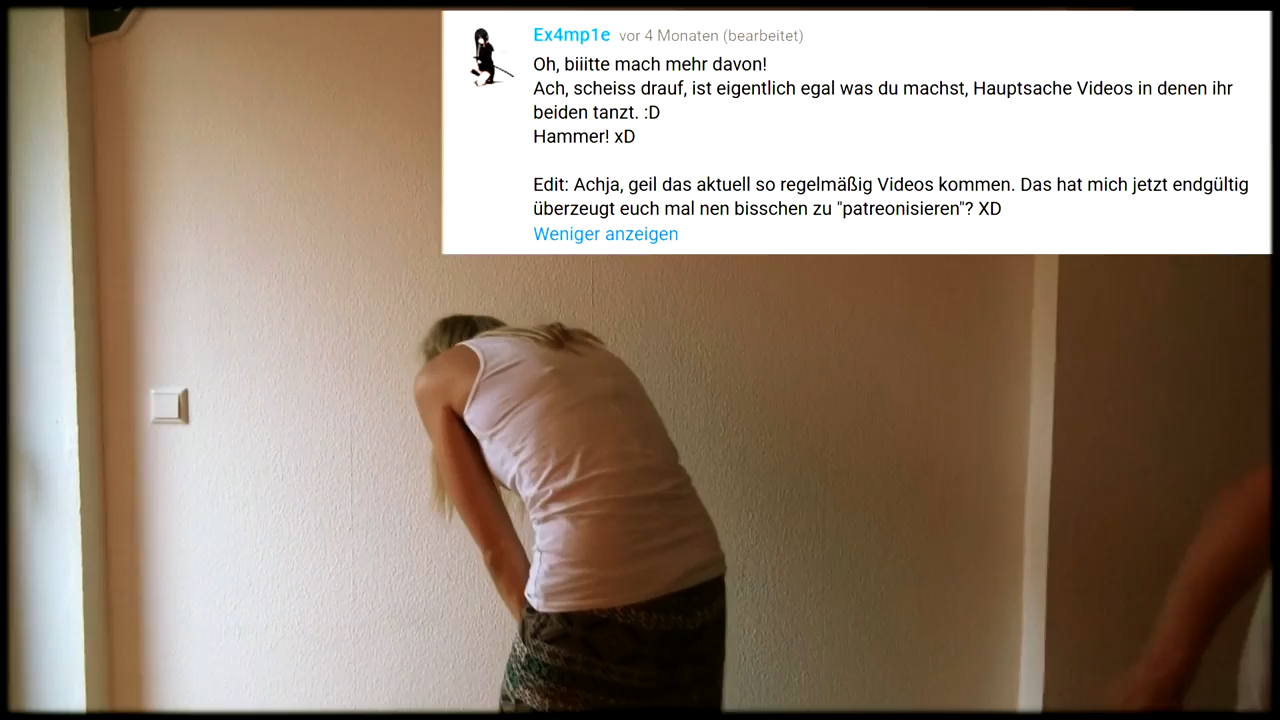 Ex4mp1e vor 4 Monaten (bearbeitet)
Oh, biiitte mach mehr davon!
Ach, scheiss drauf, ist eigentlich egal was du machst, Hauptsache Videos in denen ihr
beiden tanzt. :D
Hammer! xD
Edit: Achja, geil das aktuell so regelmäßig Videos kommen. Das hat mich jetzt endgültig
überzeugt euch mal nen bisschen zu "patreonisieren"? XD
Weniger anzeigen